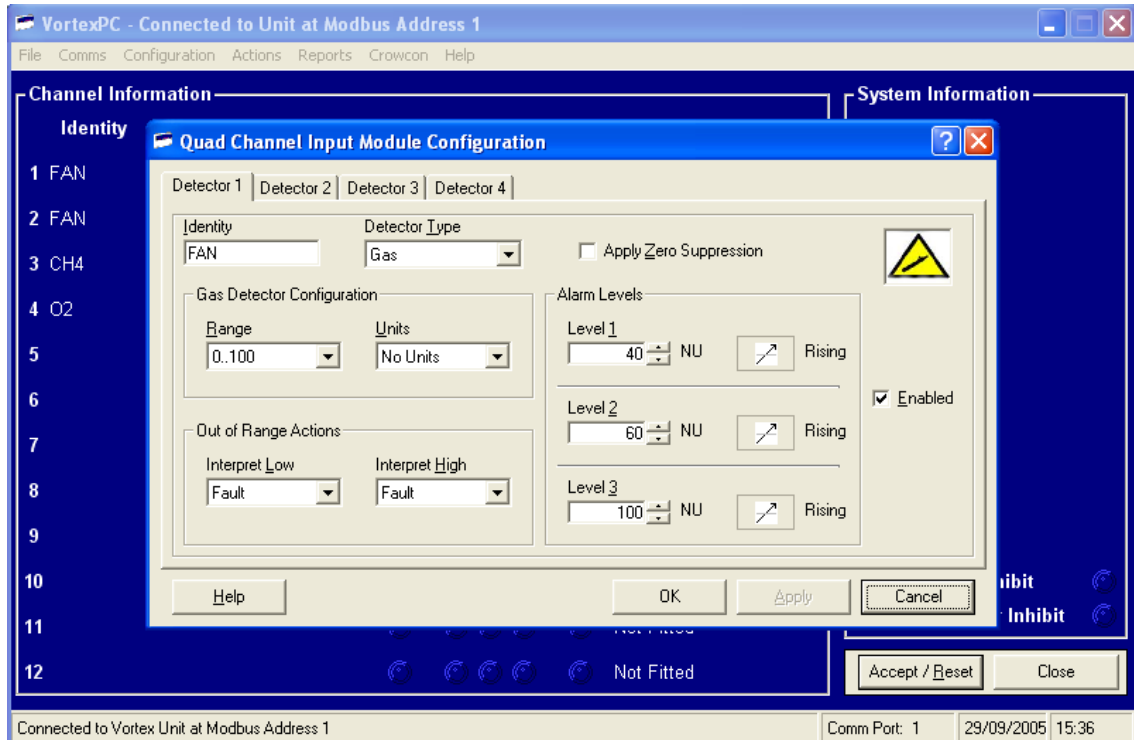 VortexPC - Connected to Unit at Modbus Address 1
File Comms Configuration Actions Reports Crowcon Help
Channel Information
System Information
Identity
1 FAN
2 FAN
3 CH4
4 O2
5
6
7
8
9
10
11
12
Quad Channel Input Module Configuration
Detector 1 Detector 2 Detector 3 Detector 4
Identity
FAN
Detector Type
Gas
Apply Zero Suppression
Gas Detector Configuration
Range
0..100
Units
No Units
Out of Range Actions
Interpret Low
Fault
Interpret High
Fault
Alarm Levels
Level 1
40 NU Rising
Level 2
60 NU Rising
Level 3
100 NU Rising
Enabled
Help OK Apply Cancel
Inhibit
Not Fitted
Accept / Reset Close
Connected to Vortex Unit at Modbus Address 1 Comm Port: 1 29/09/2005 15:36